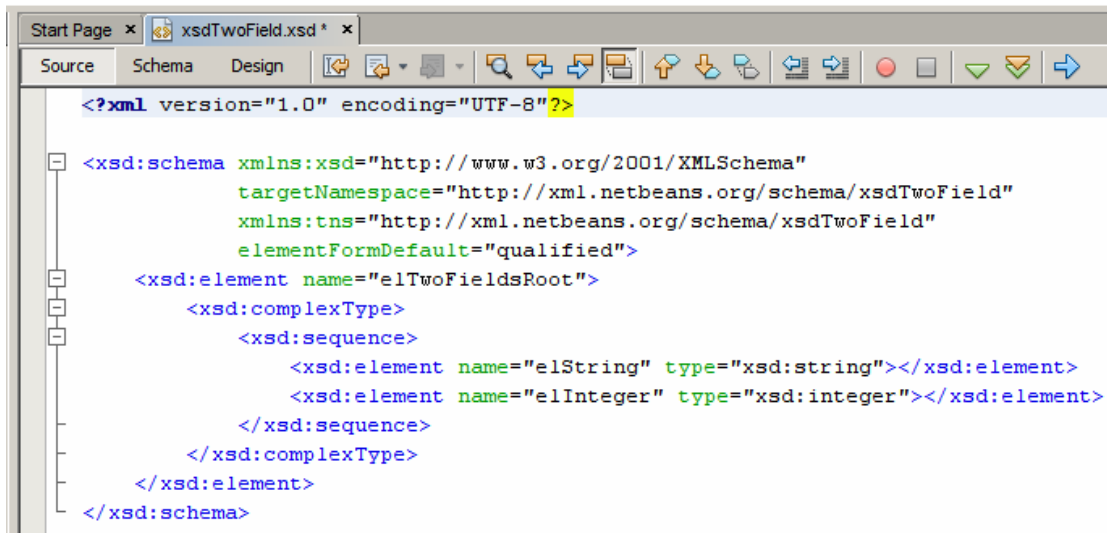 Start Page xsdTwoField.xsd *
Source Schema Design
<?xml version="1.0" encoding="UTF-8"?>
<xsd:schema xmlns:xsd="http://www.w3.org/2001/XMLSchema"
targetNamespace="http://xml.netbeans.org/schema/xsdTwoField"
xmlns:tns="http://xml.netbeans.org/schema/xsdTwoField"
elementFormDefault="qualified">
<xsd:element name="elTwoFieldsRoot">
<xsd:complexType>
<xsd:sequence>
<xsd:element name="elString" type="xsd:string"></xsd:element>
<xsd:element name="elInteger" type="xsd:integer"></xsd:element>
</xsd:sequence>
</xsd:complexType>
</xsd:element>
</xsd:schema>